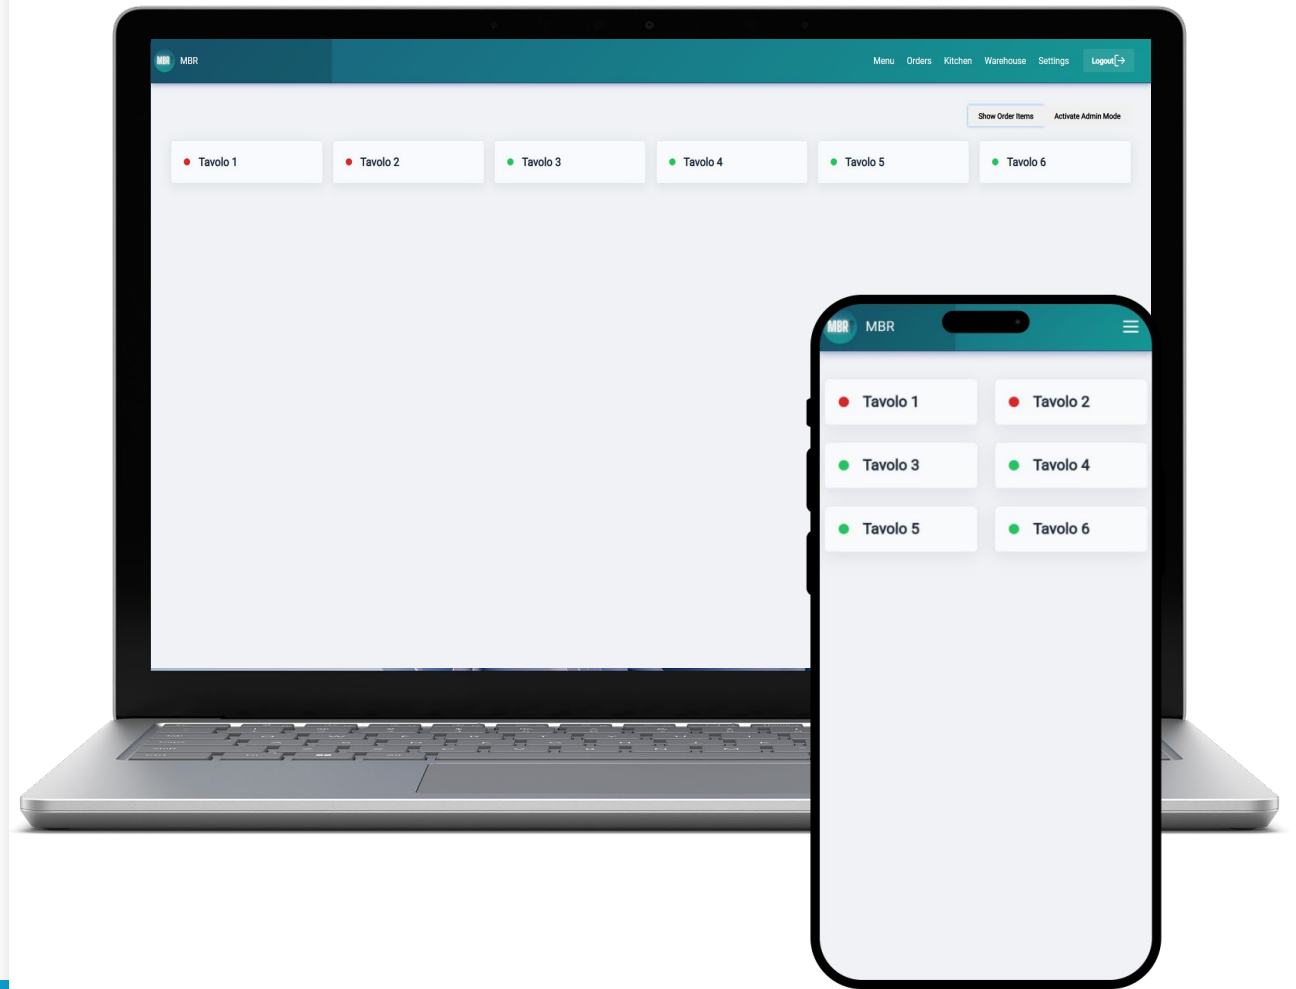 MBR MBR Menu Orders Kitchen Warehouse Settings Logout
Show Order Items Activate Admin Mode
Tavolo 1 Tavolo 2 Tavolo 3 Tavolo 4 Tavolo 5 Tavolo 6
MBR MBR
Tavolo 1 Tavolo 2
Tavolo 3 Tavolo 4
Tavolo 5 Tavolo 6